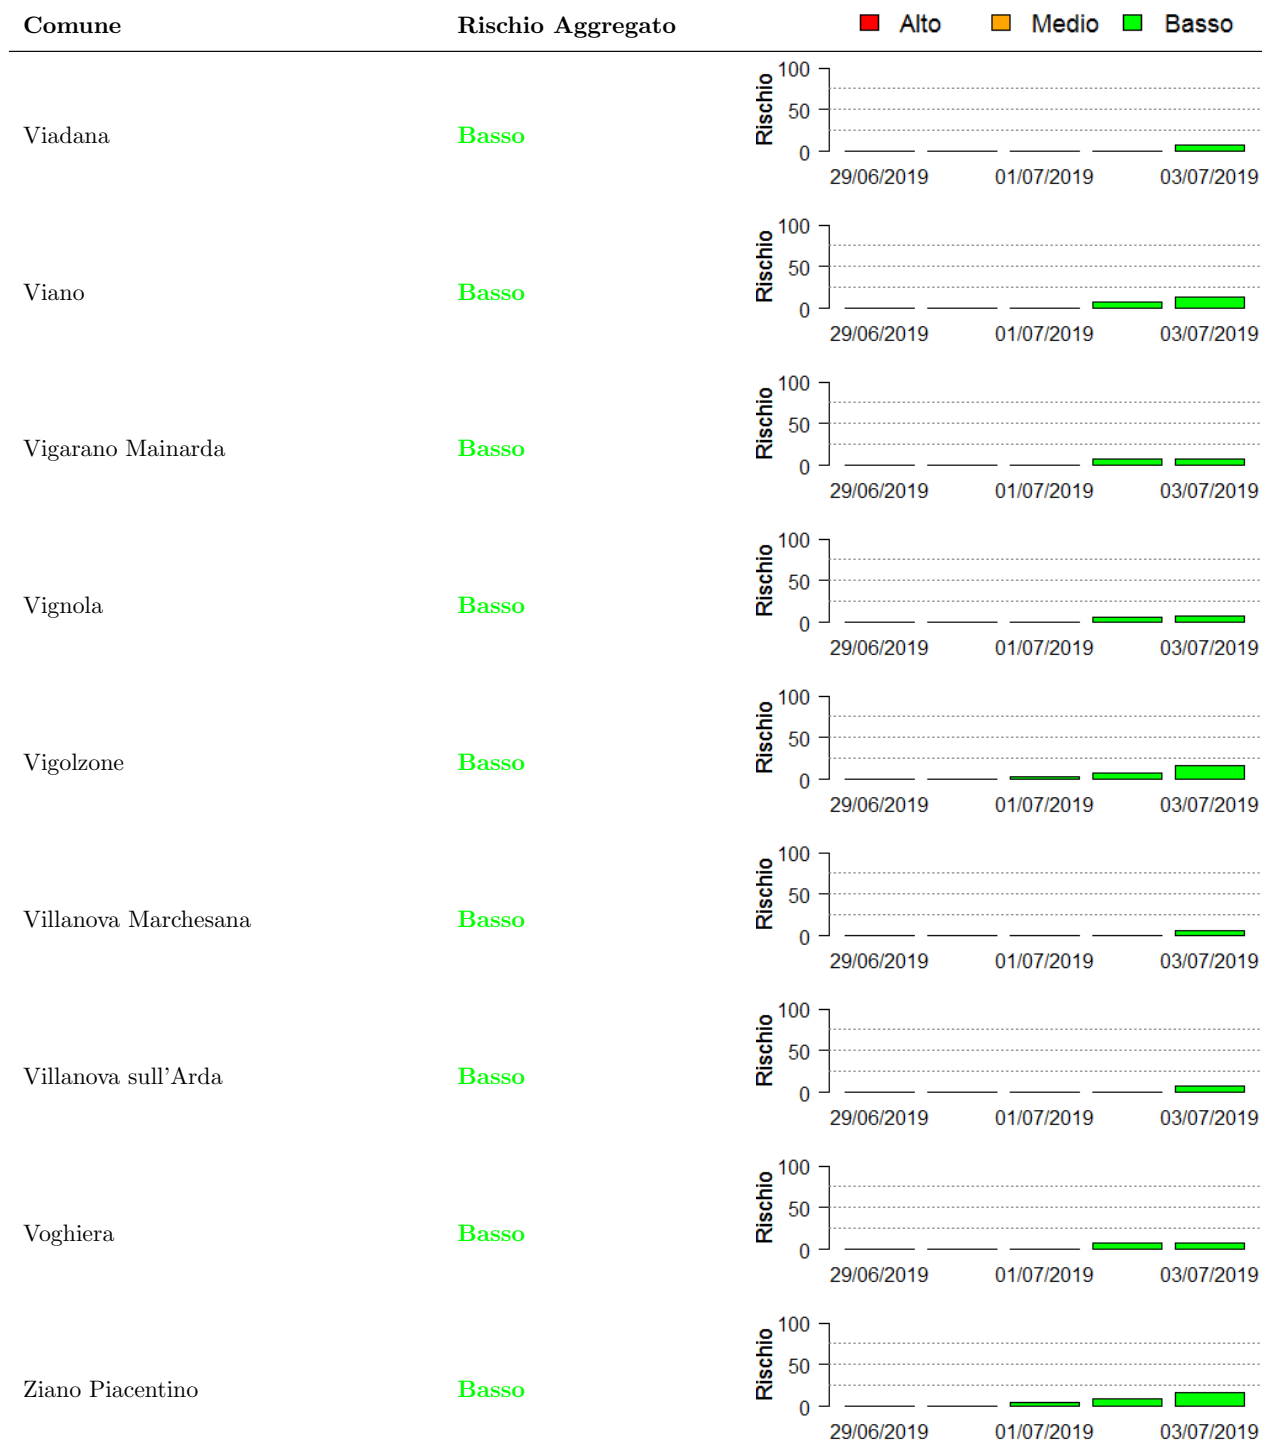 Comune Rischio Aggregato Alto Medio Basso
100
50
0
Rischio
Viadana Basso
29/06/2019 01/07/2019 03/07/2019
100
50
0
Rischio
Viano Basso
29/06/2019 01/07/2019 03/07/2019
100
50
0
Rischio
Vigarano Mainarda Basso
29/06/2019 01/07/2019 03/07/2019
100
50
0
Rischio
Vignola Basso
29/06/2019 01/07/2019 03/07/2019
100
50
0
Rischio
Vigolzone Basso
29/06/2019 01/07/2019 03/07/2019
100
50
0
Rischio
Villanova Marchesana Basso
29/06/2019 01/07/2019 03/07/2019
100
50
0
Rischio
Villanova sull'Arda Basso
29/06/2019 01/07/2019 03/07/2019
100
50
0
Rischio
Voghiera Basso
29/06/2019 01/07/2019 03/07/2019
100
50
0
Rischio
Ziano Piacentino Basso
29/06/2019 01/07/2019 03/07/2019